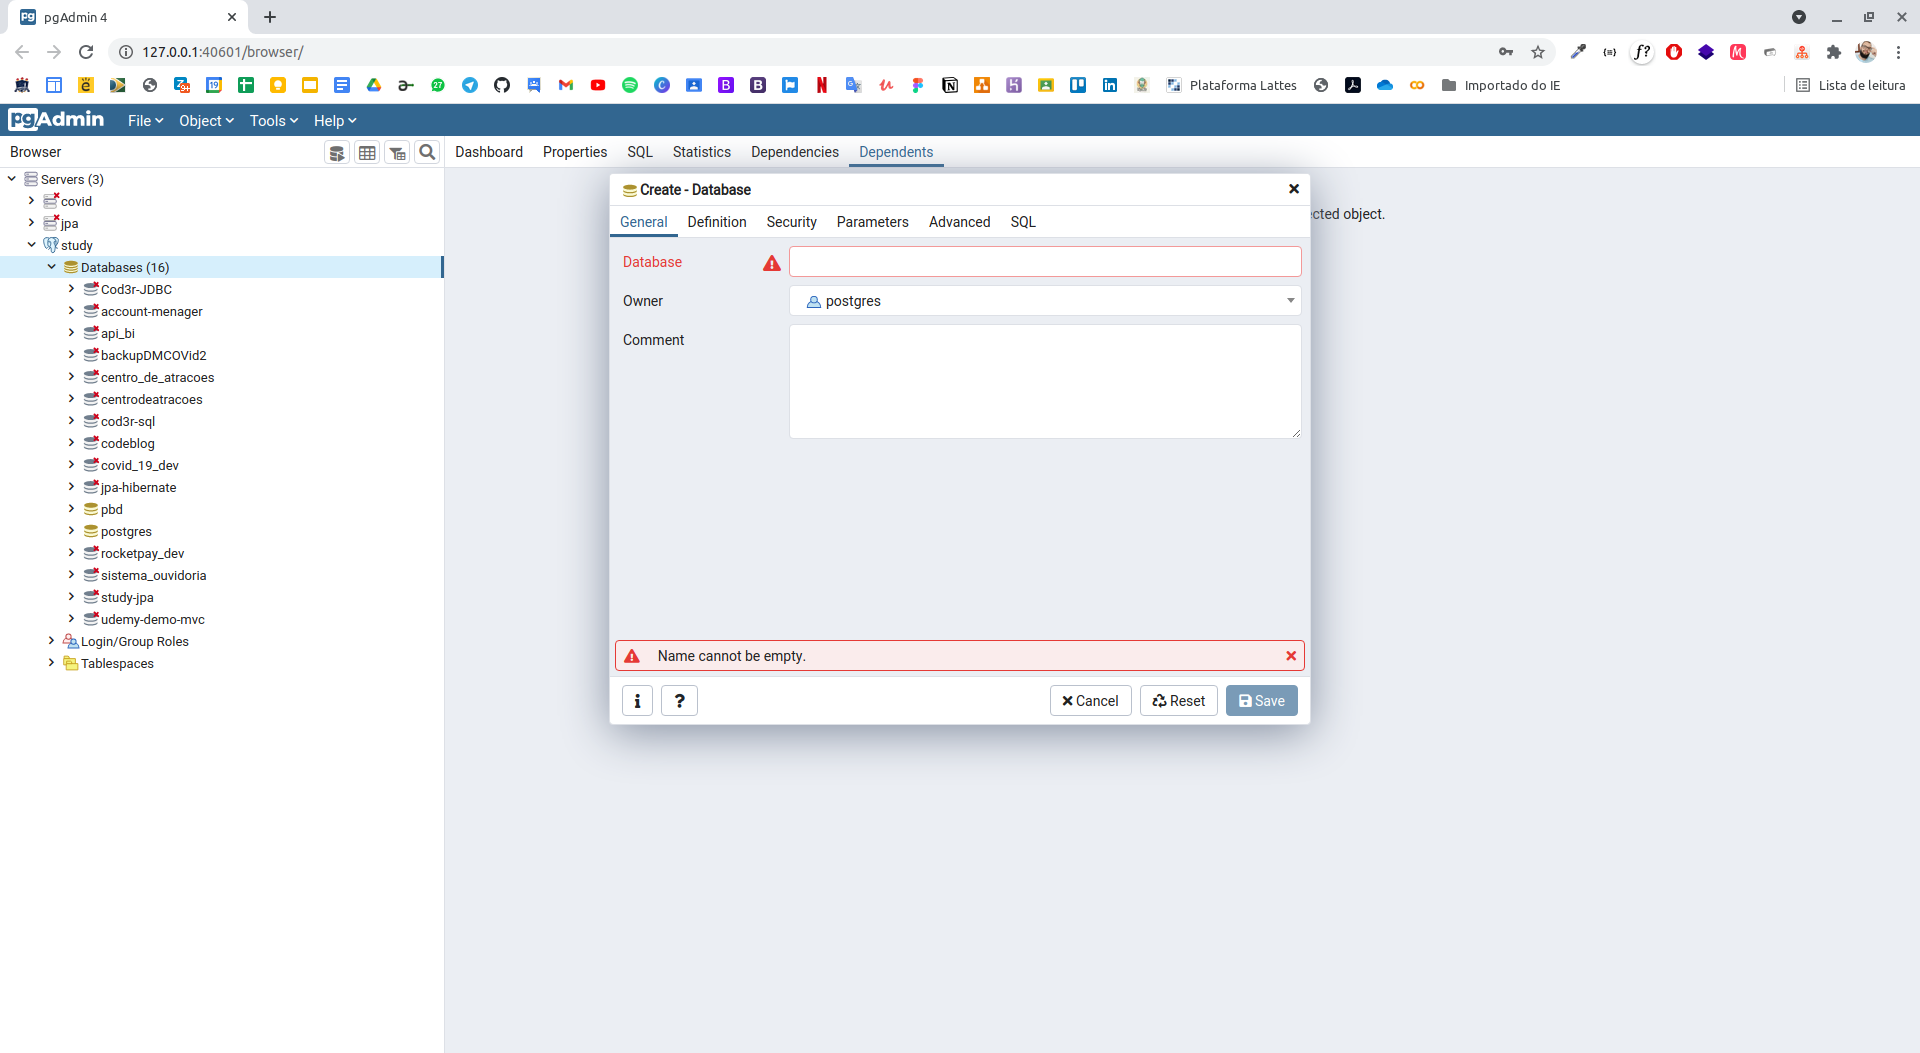 pgAdmin 4
127.0.0.1:40601/browser/
Plataforma Lattes
Importado do IE
Lista de leitura
pgAdmin File Object Tools Help
Browser
Dashboard Properties SQL Statistics Dependencies Dependents
Servers (3)
covid
jpa
study
Databases (16)
Cod3r-JDBC
account-menager
api_bi
backupDMCOVid2
centro_de_atracoes
centrodeatracoes
cod3r-sql
codeblog
covid_19_dev
jpa-hibernate
pbd
postgres
rocketpay_dev
sistema_ouvidoria
study-jpa
udemy-demo-mvc
Login/Group Roles
Tablespaces
Create - Database
General Definition Security Parameters Advanced SQL
cted object.
Database
Owner
postgres
Comment
Name cannot be empty.
i
?
Cancel
Reset
Save